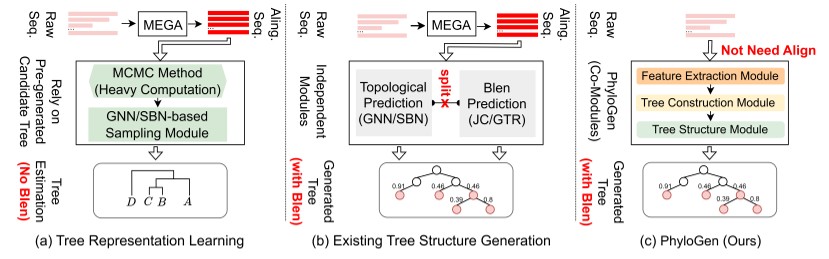 Raw
Seq.
...
MEGA
...
Aling.
Seq.
Rely on
Pre-generated
Candidate Tree
MCMC Method
(Heavy Computation)
GNN/SBN-based
Sampling Module
Tree
Estimation
(No Blen)
D C B A
(a) Tree Representation Learning
Raw
Seq.
...
MEGA
...
Aling.
Seq.
Independent
Modules
Topological
Prediction
(GNN/SBN)
split
x
Blen
Prediction
(JC/GTR)
Generated
Tree
(with Blen)
0.91 0.46 0.46
0.39 0.8
(b) Existing Tree Structure Generation
Raw
Seq.
...
Not Need Align
PhyloGen
(Co-Modules)
Feature Extraction Module
Tree Construction Module
Tree Structure Module
Generated
Tree
(with Blen)
0.91 0.46 0.46
0.39 0.8
(c) PhyloGen (Ours)